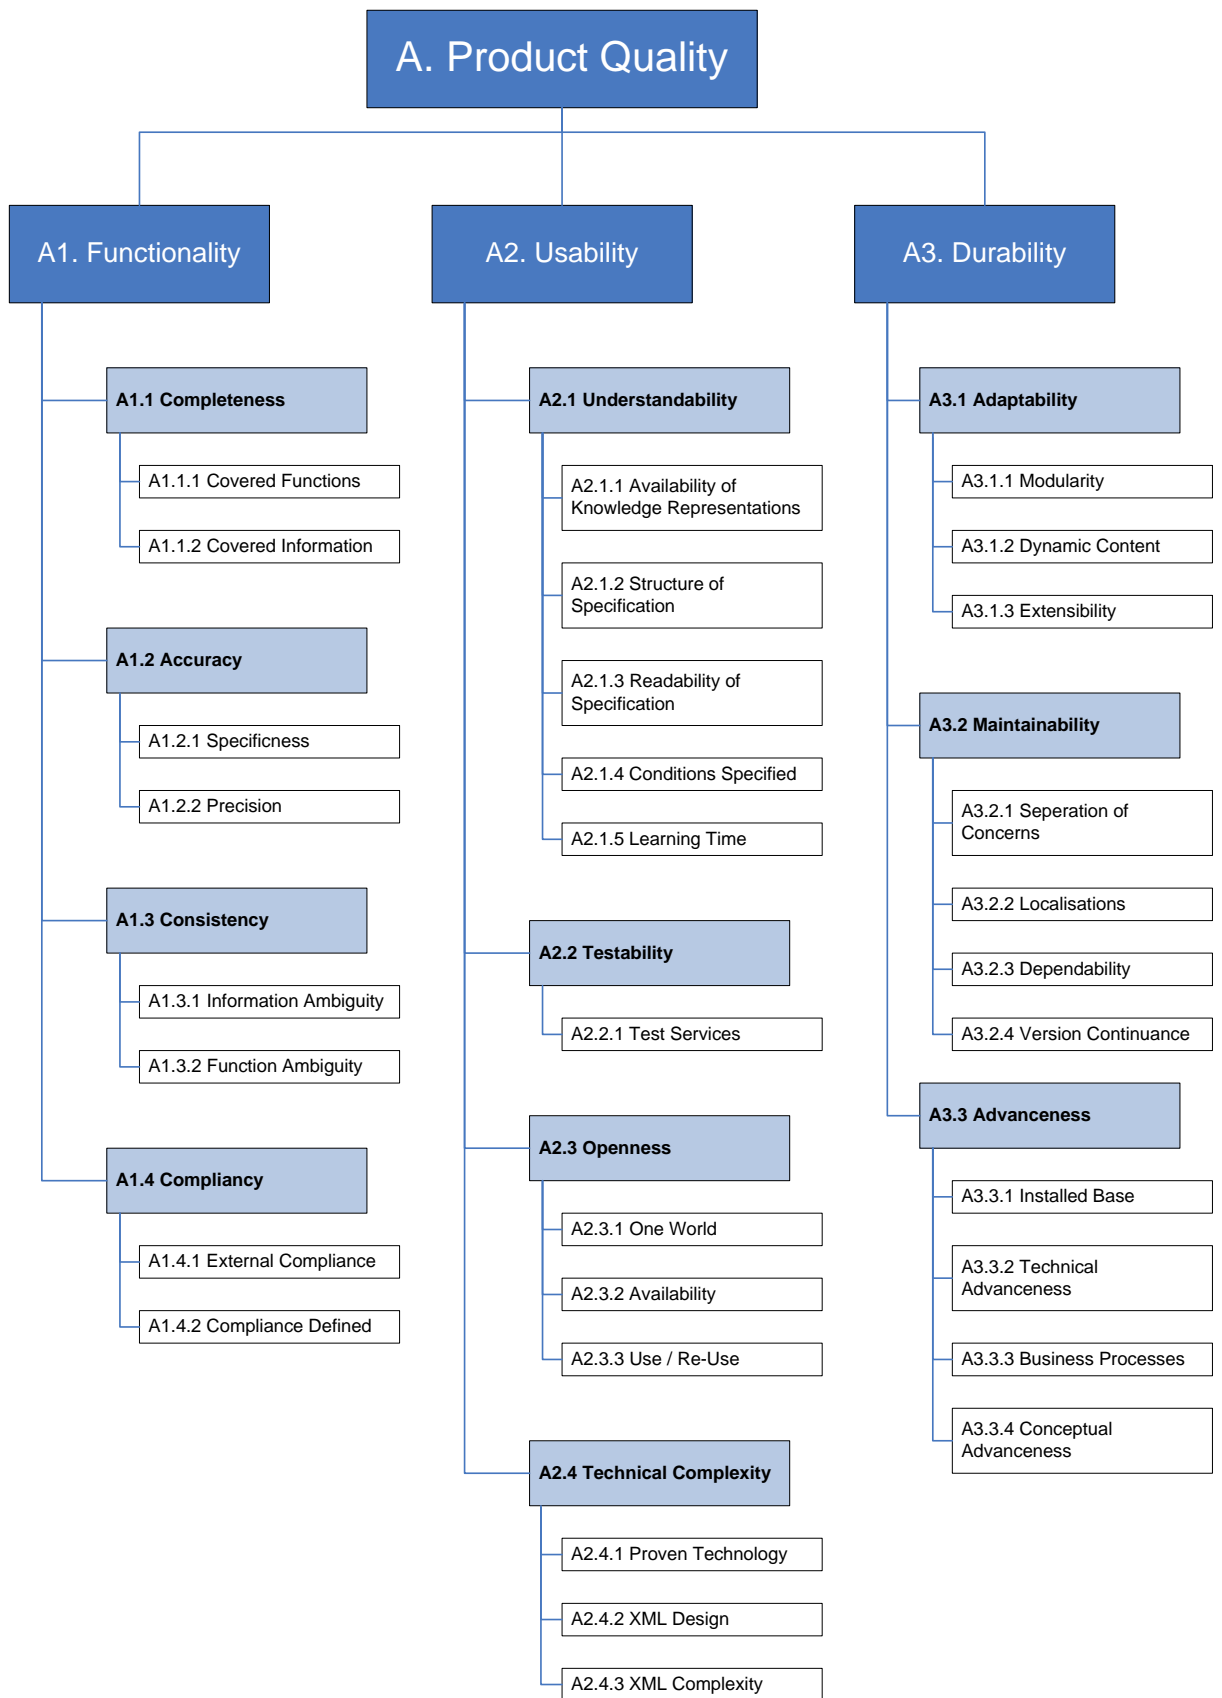 A. Product Quality
A1. Functionality
A1.1 Completeness
A1.1.1 Covered Functions
A1.1.2 Covered Information
A1.2 Accuracy
A1.2.1 Specificness
A1.2.2 Precision
A1.3 Consistency
A1.3.1 Information Ambiguity
A1.3.2 Function Ambiguity
A1.4 Compliancy
A1.4.1 External Compliance
A1.4.2 Compliance Defined
A2. Usability
A2.1 Understandability
A2.1.1 Availability of
Knowledge Representations
A2.1.2 Structure of
Specification
A2.1.3 Readability of
Specification
A2.1.4 Conditions Specified
A2.1.5 Learning Time
A2.2 Testability
A2.2.1 Test Services
A2.3 Openness
A2.3.1 One World
A2.3.2 Availability
A2.3.3 Use / Re-Use
A2.4 Technical Complexity
A2.4.1 Proven Technology
A2.4.2 XML Design
A2.4.3 XML Complexity
A3. Durability
A3.1 Adaptability
A3.1.1 Modularity
A3.1.2 Dynamic Content
A3.1.3 Extensibility
A3.2 Maintainability
A3.2.1 Seperation of
Concerns
A3.2.2 Localisations
A3.2.3 Dependability
A3.2.4 Version Continuance
A3.3 Advanceness
A3.3.1 Installed Base
A3.3.2 Technical
Advanceness
A3.3.3 Business Processes
A3.3.4 Conceptual
Advanceness